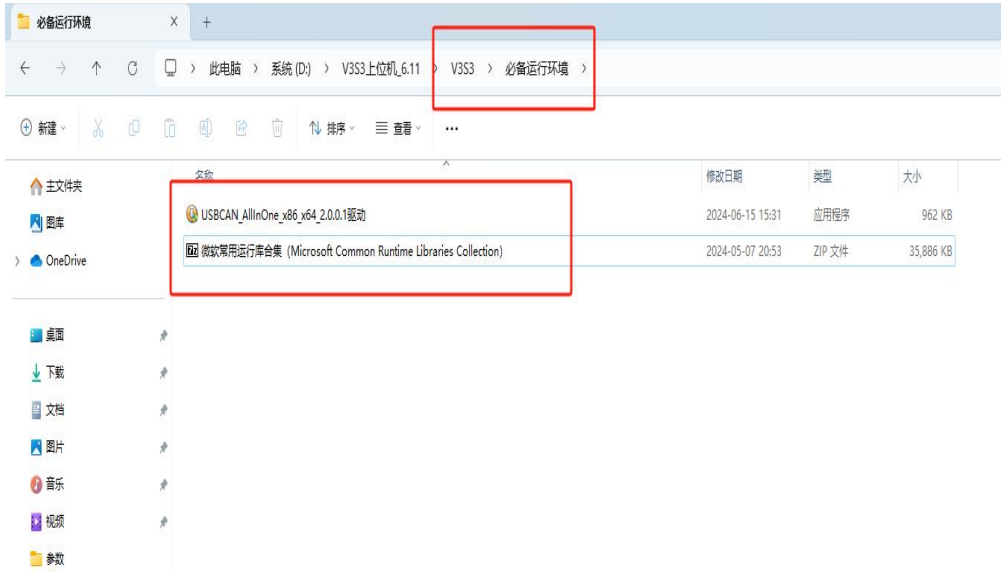 必备运行环境
此电脑 > 系统 (D:) > V3S3上位机_6.11 > V3S3 > 必备运行环境 >
新建 排序 查看 ...
名称 修改日期 类型 大小
主文件夹
USBCAN_AllInOne_x86_x64_2.0.0.1驱动 2024-06-15 15:31 应用程序 962 KB
图库
微软常用运行库合集（Microsoft Common Runtime Libraries Collection） 2024-05-07 20:53 ZIP 文件 35,886 KB
OneDrive
桌面
下载
文档
图片
音乐
视频
参数